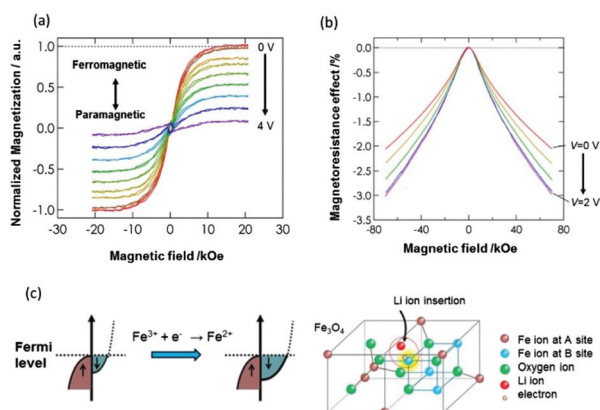 (a)
Normalized Magnetization / a.u.
1.0
0.5
0.0
-0.5
-1.0
Ferromagnetic
Paramagnetic
0 V
4 V
-30 -20 -10 0 10 20 30
Magnetic field /kOe
(b)
Magnetoresistance effect /%
0.0
-0.5
-1.0
-1.5
-2.0
-2.5
-3.0
-3.5
V=0 V
V=2 V
-80 -40 0 40 80
Magnetic field /kOe
(c)
Fermi level
Fe³⁺ + e⁻ → Fe²⁺
Li ion insertion
Fe₃O₄
Fe ion at A site
Fe ion at B site
Oxygen ion
Li ion
electron